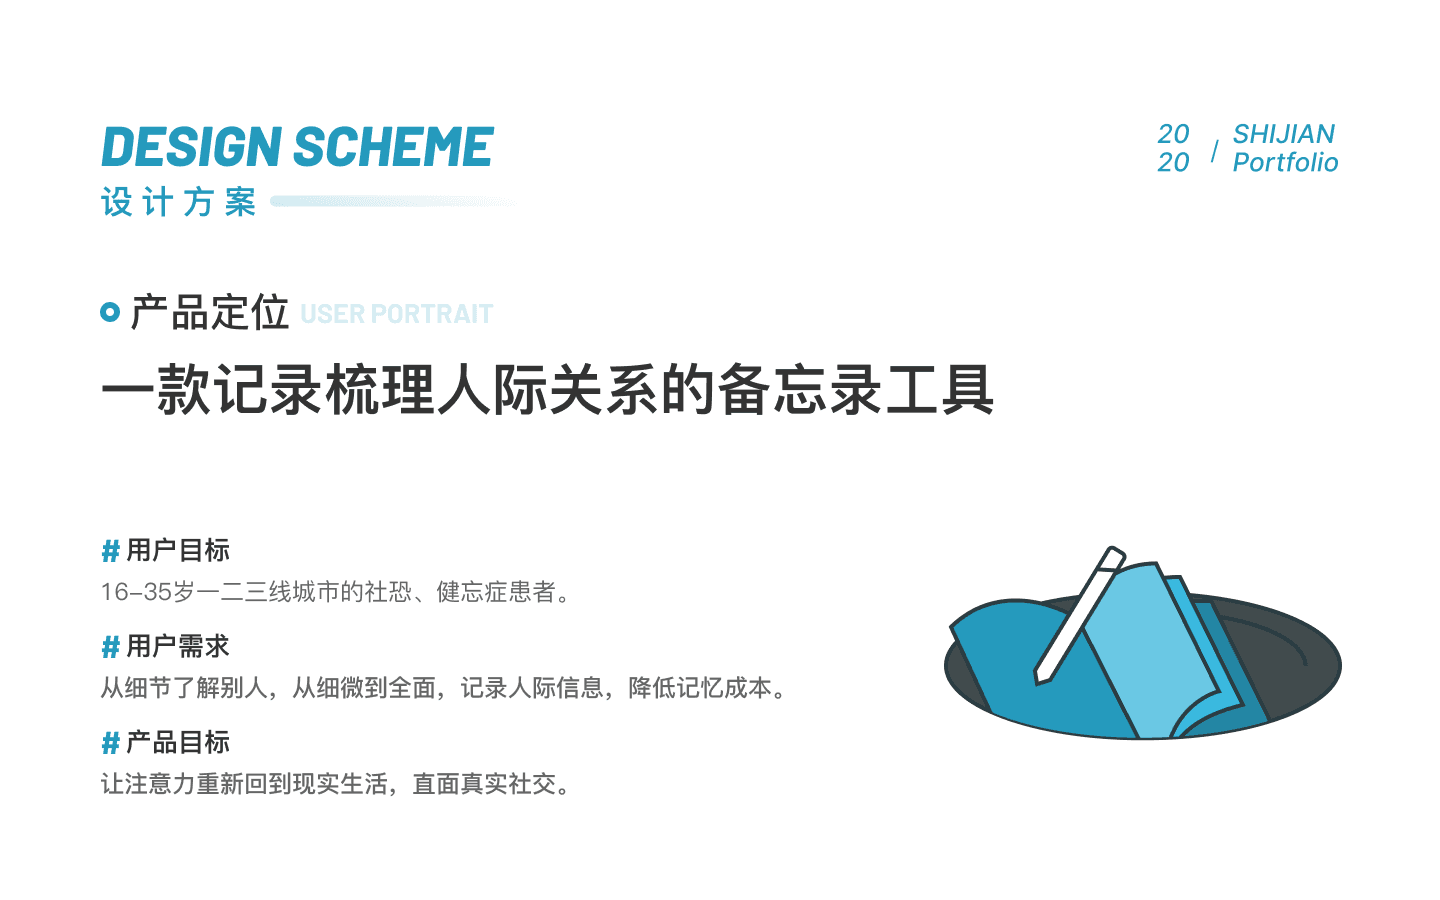 DESIGN SCHEME
设计方案
20
20 / SHIJIAN
Portfolio
产品定位 USER PORTRAIT
一款记录梳理人际关系的备忘录工具
# 用户目标
16-35岁一二三线城市的社恐、健忘症患者。
# 用户需求
从细节了解别人，从细微到全面，记录人际信息，降低记忆成本。
# 产品目标
让注意力重新回到现实生活，直面真实社交。